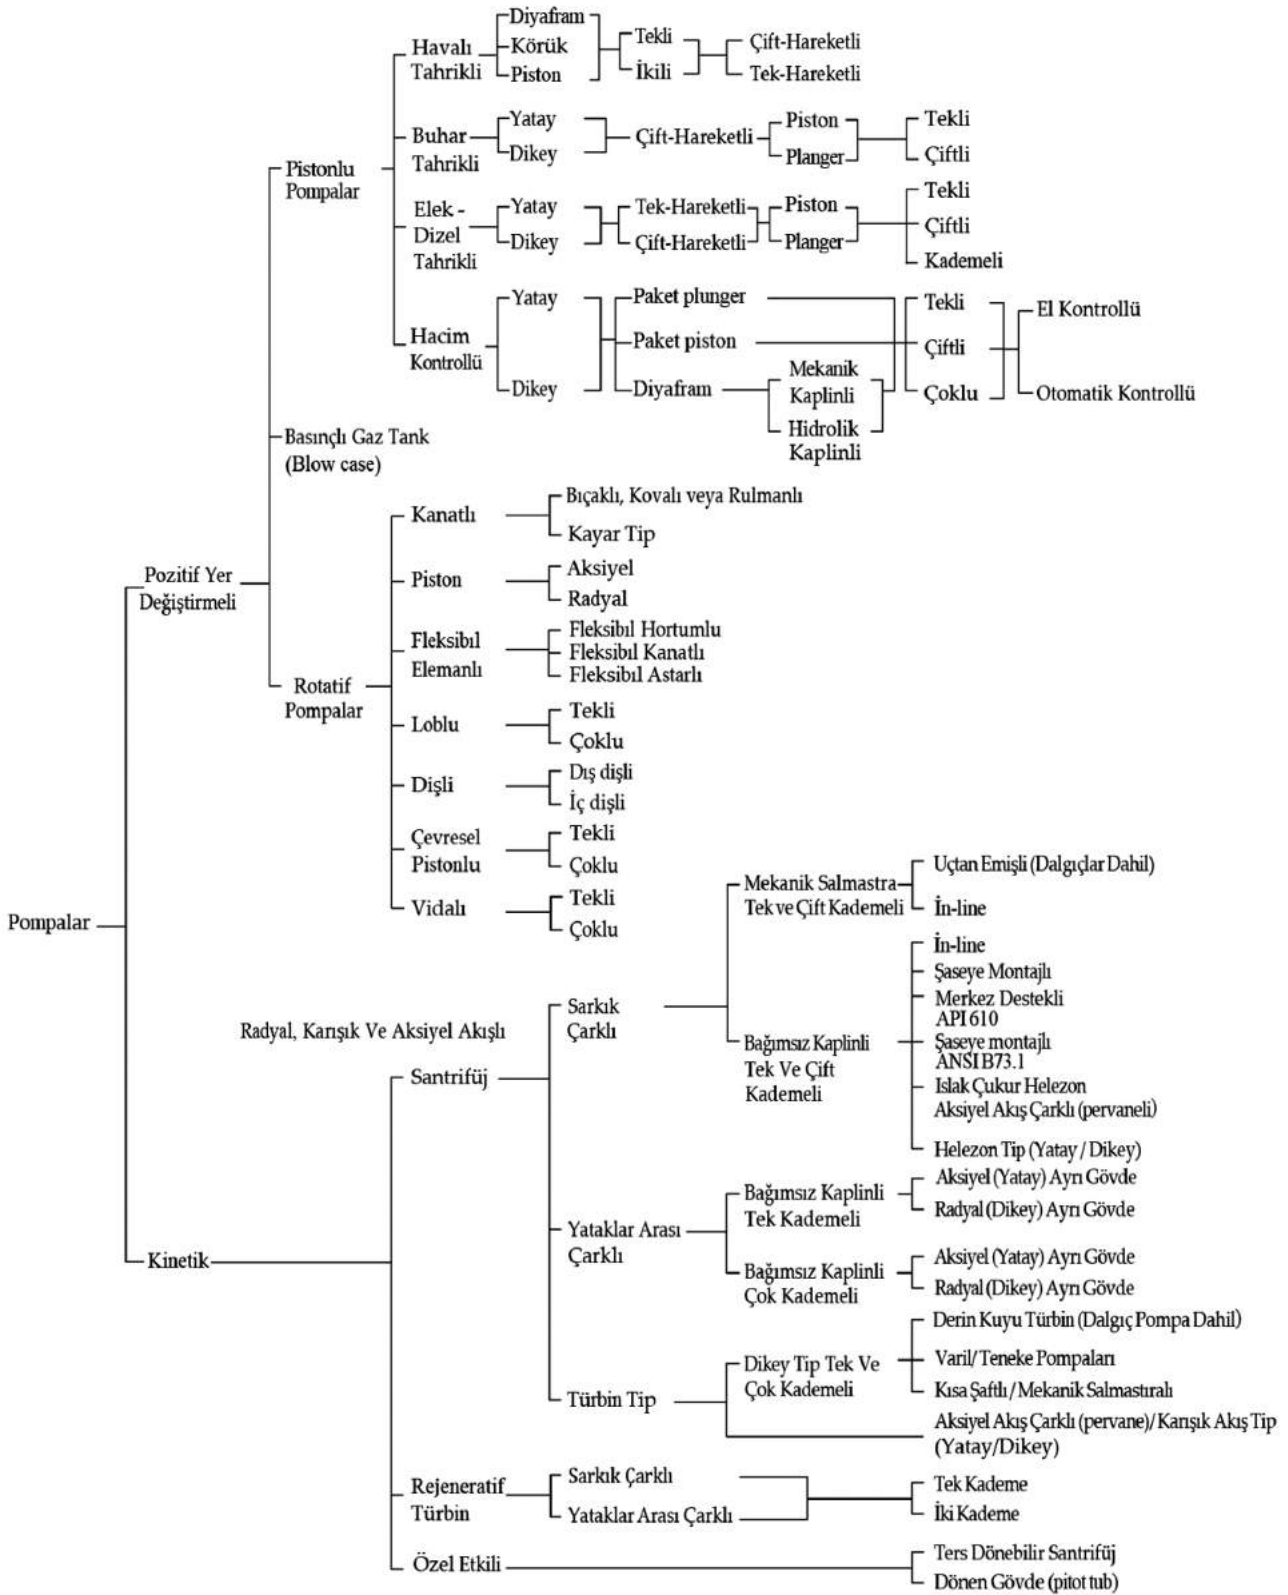 Diyafram
Havalı
Tahrikli
Körük
Piston
Tekli
İkili
Çift-Hareketli
Tek-Hareketli
Pistonlu
Pompalar
Buhar
Tahrikli
Yatay
Dikey
Çift-Hareketli
Piston
Planger
Tekli
Çiftli
Elek -
Dizel
Tahrikli
Yatay
Dikey
Tek-Hareketli
Çift-Hareketli
Piston
Planger
Tekli
Çiftli
Kademeli
Hacim
Kontrollü
Yatay
Dikey
Paket plunger
Paket piston
Diyafram
Mekanik
Kaplinli
Hidrolik
Kaplinli
Tekli
Çiftli
Çoklu
El Kontrollü
Otomatik Kontrollü
Basınçlı Gaz Tank
(Blow case)
Pozitif Yer
Değiştirmeli
Rotatif
Pompalar
Kanatlı
Bıçaklı, Kovalı veya Rulmanlı
Kayar Tip
Piston
Aksiyel
Radyal
Fleksibıl
Elemanlı
Fleksibıl Hortumlu
Fleksibıl Kanatlı
Fleksibıl Astarlı
Loblu
Tekli
Çoklu
Dişli
Dış dişli
İç dişli
Çevresel
Pistonlu
Tekli
Çoklu
Vidalı
Tekli
Çoklu
Pompalar
Radyal, Karışık Ve Aksiyel Akışlı
Santrifüj
Sarkık
Çarklı
Mekanik Salmastra
Tek ve Çift Kademeli
Uçtan Emişli (Dalgıçlar Dahil)
İn-line
Bağımsız Kaplinli
Tek Ve Çift
Kademeli
İn-line
Şaseye Montajlı
Merkez Destekli
API 610
Şaseye montajlı
ANSI B73.1
Islak Çukur Helezon
Aksiyel Akış Çarklı (pervaneli)
Helezon Tip (Yatay / Dikey)
Yataklar Arası
Çarklı
Bağımsız Kaplinli
Tek Kademeli
Aksiyel (Yatay) Ayrı Gövde
Radyal (Dikey) Ayrı Gövde
Bağımsız Kaplinli
Çok Kademeli
Aksiyel (Yatay) Ayrı Gövde
Radyal (Dikey) Ayrı Gövde
Kinetik
Türbin Tip
Dikey Tip Tek Ve
Çok Kademeli
Derin Kuyu Türbin (Dalgıç Pompa Dahil)
Varil/ Teneke Pompaları
Kısa Şaftlı / Mekanik Salmastıralı
Aksiyel Akış Çarklı (pervane)/ Karışık Akış Tip
(Yatay/Dikey)
Rejeneratif
Türbin
Sarkık Çarklı
Yataklar Arası Çarklı
Tek Kademe
İki Kademe
Özel Etkili
Ters Dönebilir Santrifüj
Dönen Gövde (pitot tub)